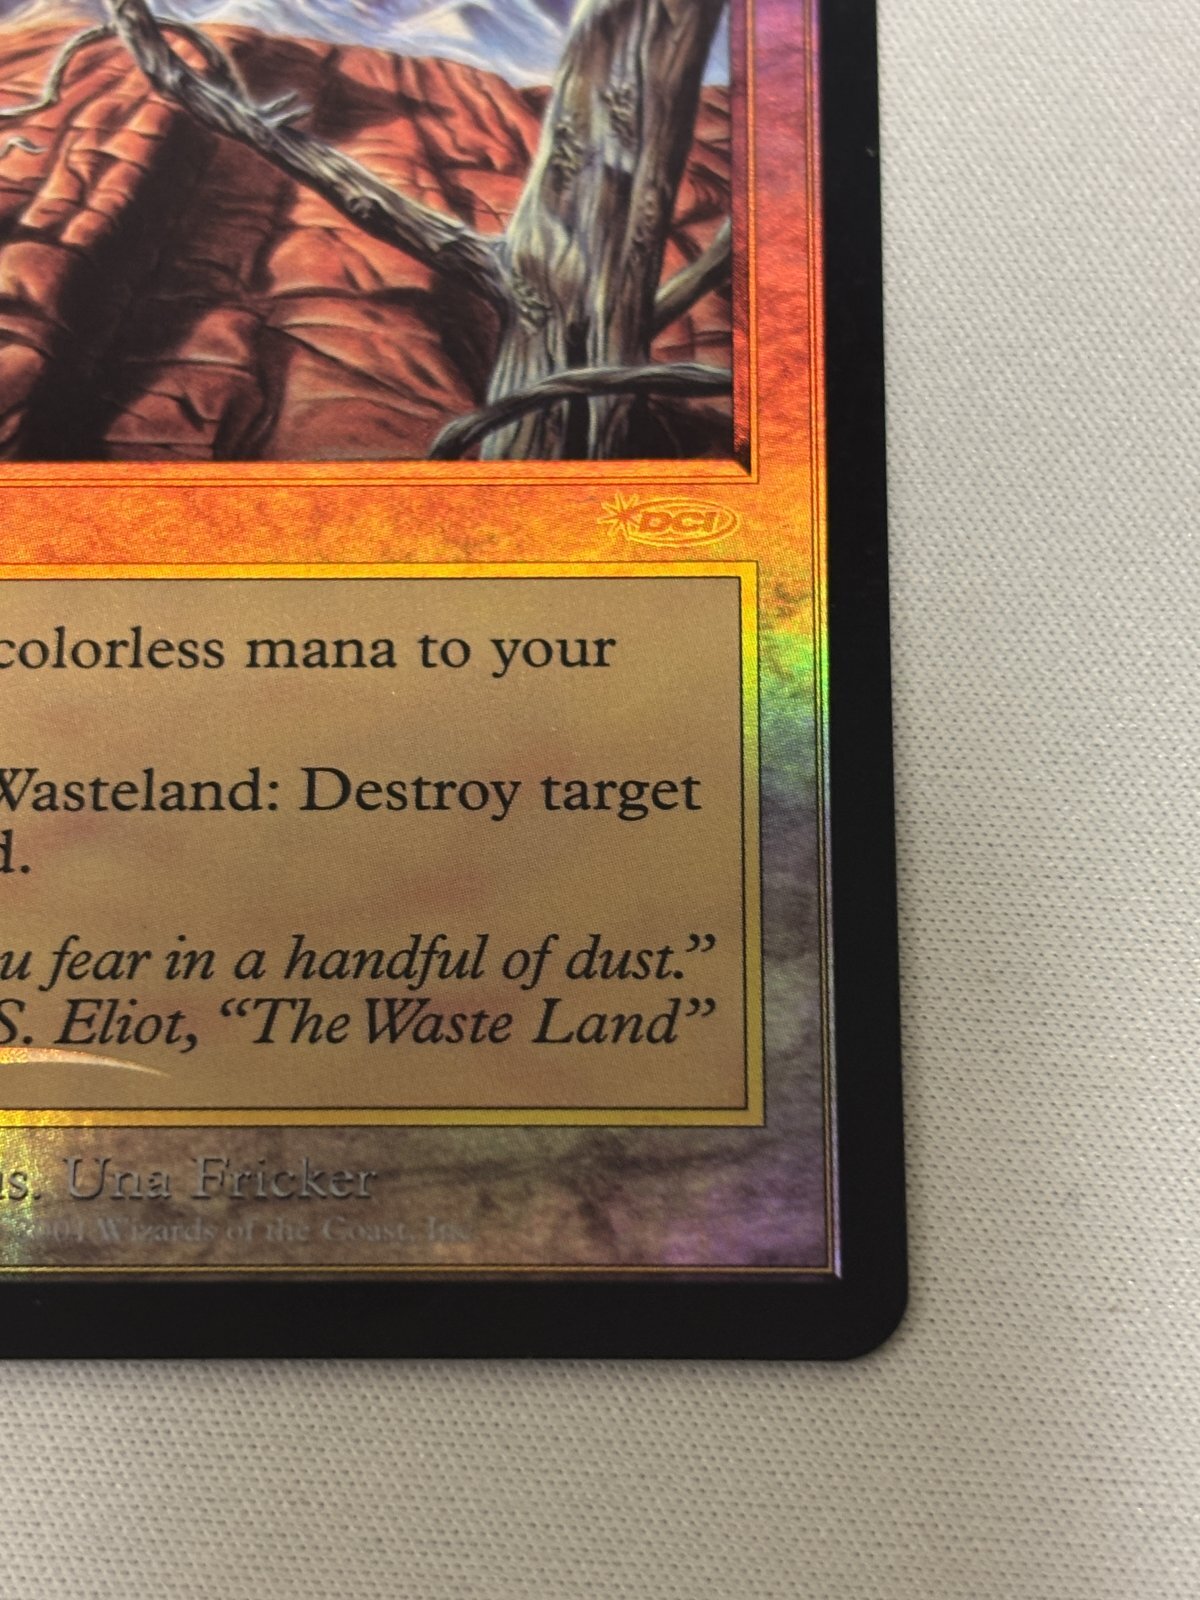 DCI
colorless mana to your
Wasteland: Destroy target
d.
u fear in a handful of dust.”
S. Eliot, “The Waste Land”
us. Una Fricker
Wizards of the Coast, Inc.